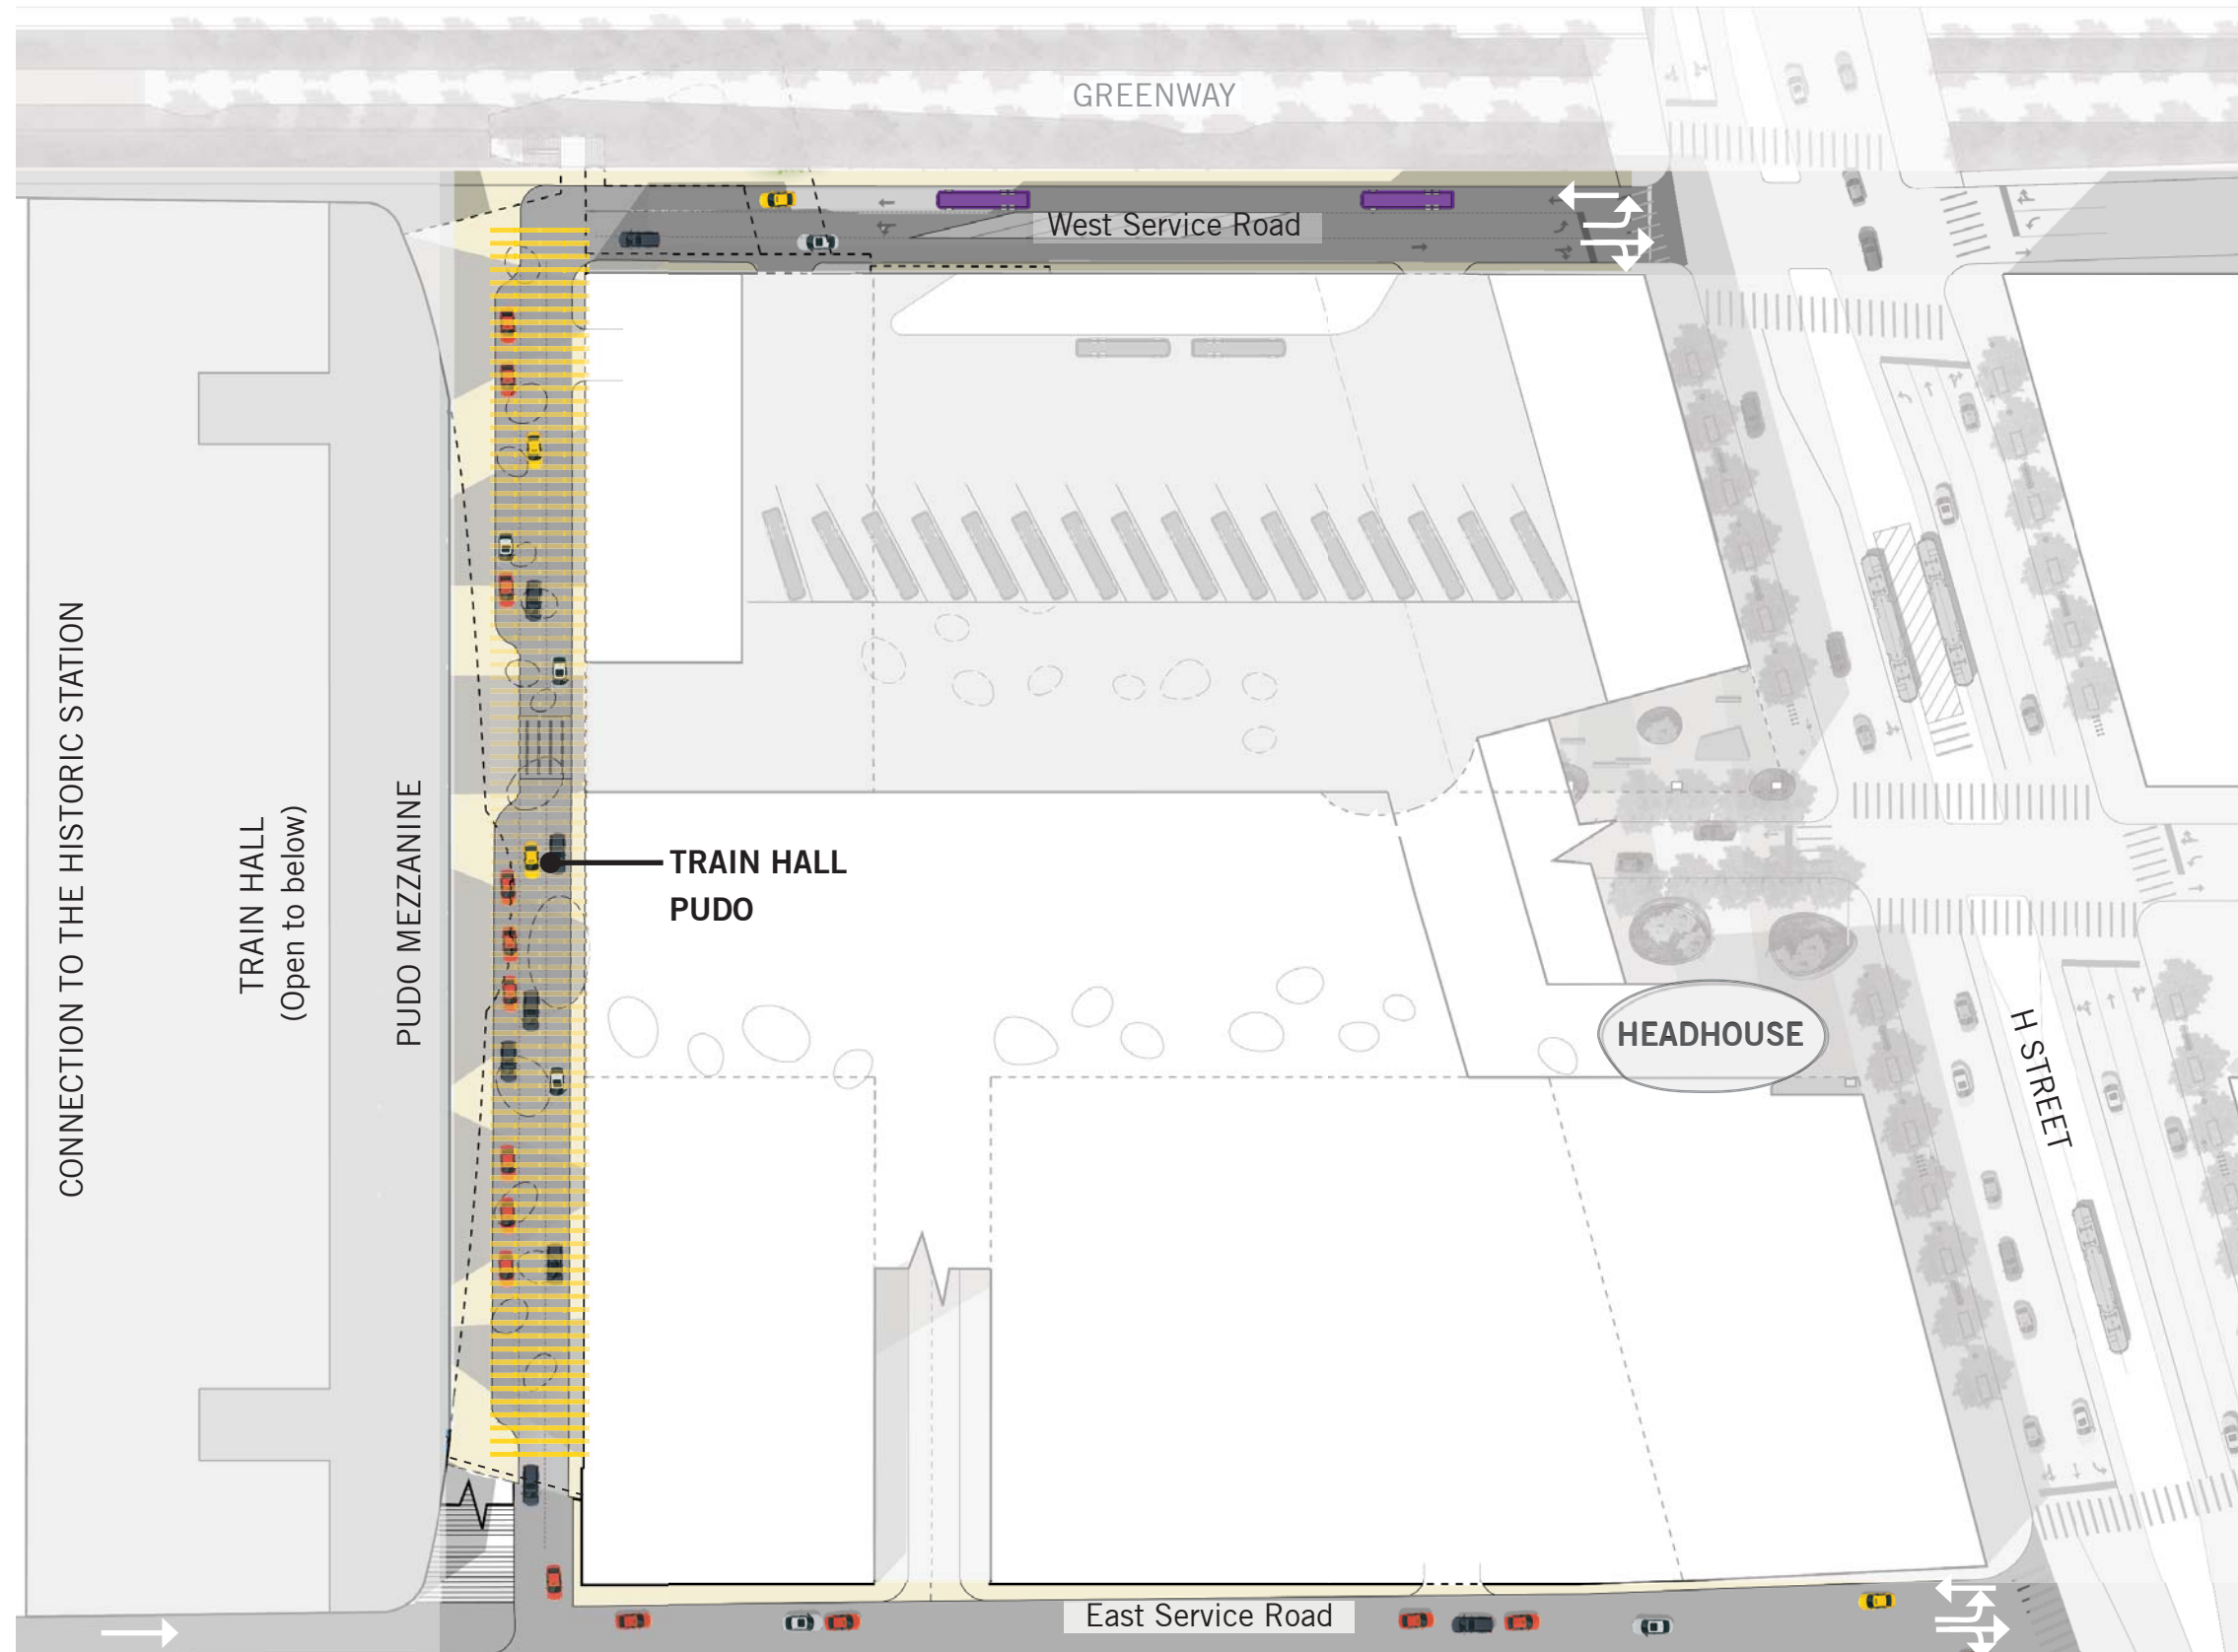 GREENWAY
West Service Road
CONNECTION TO THE HISTORIC STATION
TRAIN HALL
(Open to below)
PUDO MEZZANINE
TRAIN HALL
PUDO
HEADHOUSE
H STREET
East Service Road